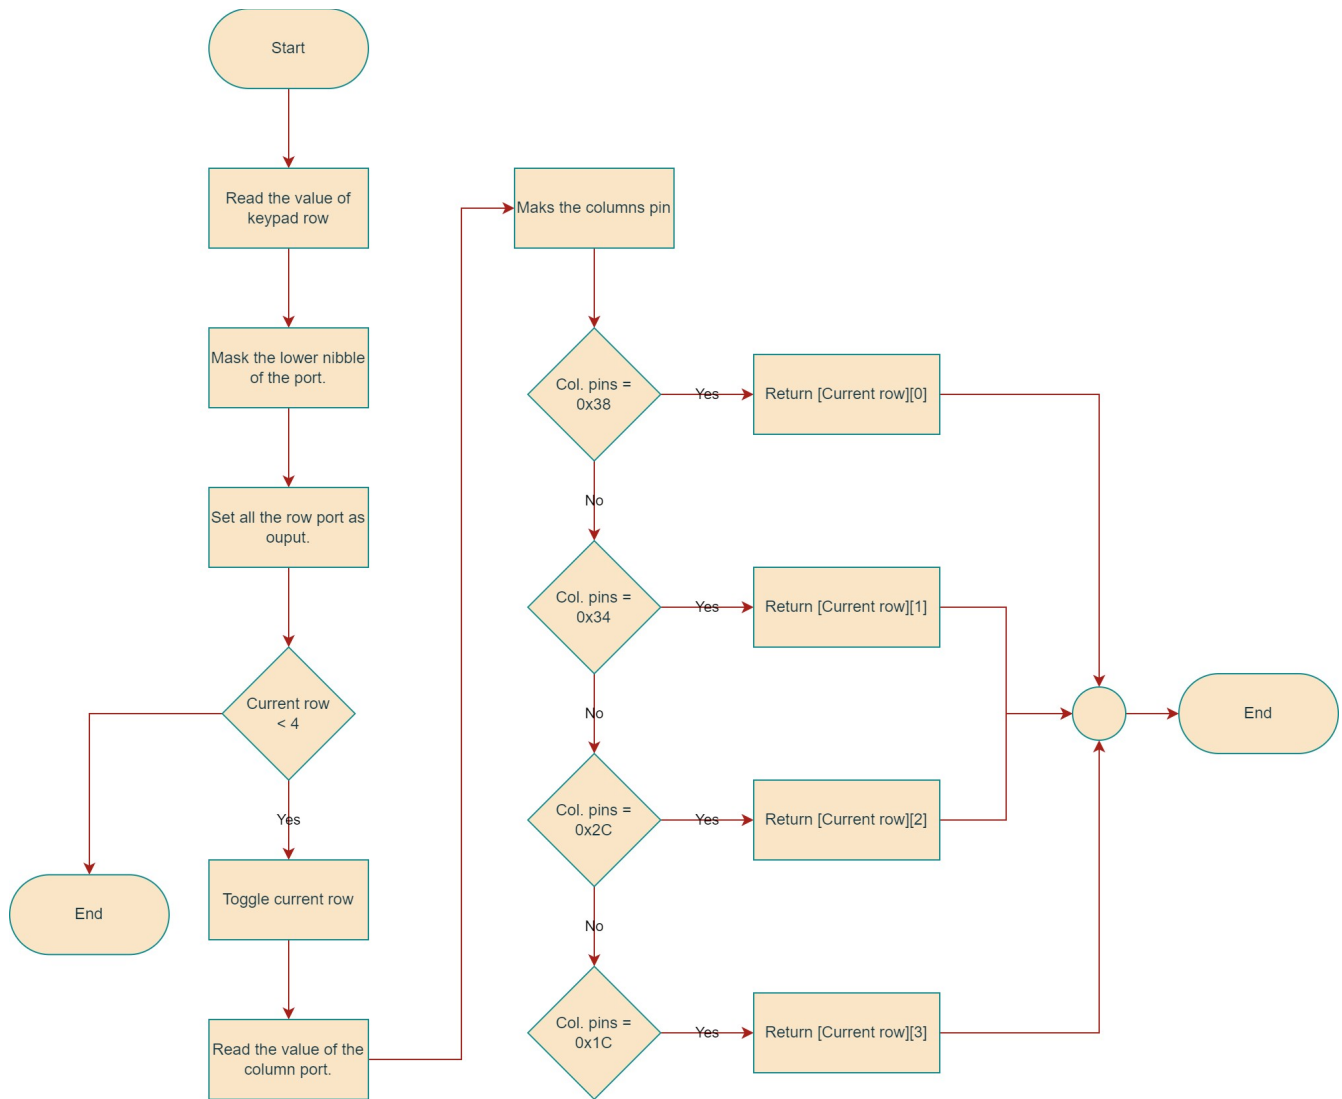 Start
Read the value of
keypad row
Mask the lower nibble
of the port.
Set all the row port as
ouput.
Current row
< 4
Yes
End
Toggle current row
Read the value of the
column port.
Maks the columns pin
Col. pins =
0x38
Yes
Return [Current row][0]
No
Col. pins =
0x34
Yes
Return [Current row][1]
No
Col. pins =
0x2C
Yes
Return [Current row][2]
No
Col. pins =
0x1C
Yes
Return [Current row][3]
End